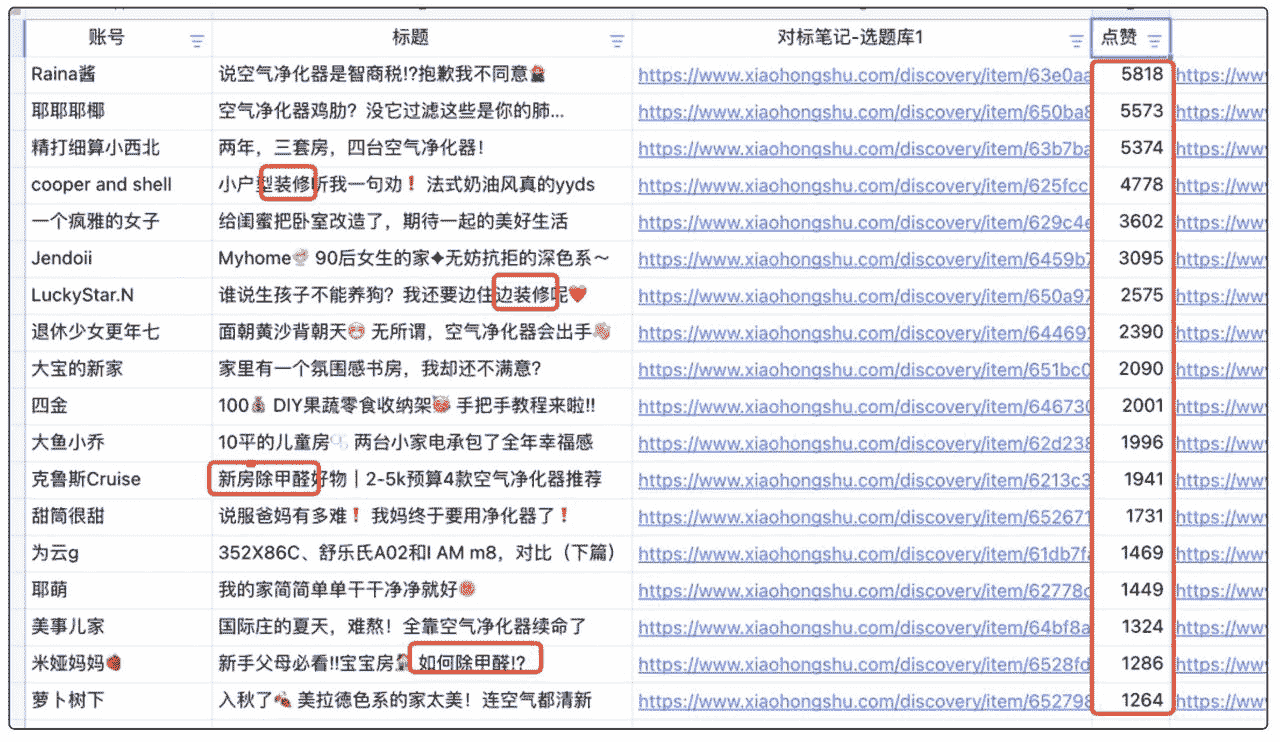 账号 标题 对标笔记-选题库1 点赞
Raina酱 说空气净化器是智商税!?抱歉我不同意 https://www.xiaohongshu.com/discovery/item/63e0aa 5818 https://ww
耶耶耶椰 空气净化器鸡肋？没它过滤这些是你的肺... https://www.xiaohongshu.com/discovery/item/650ba8 5573 https://ww
精打细算小西北 两年，三套房，四台空气净化器！ https://www.xiaohongshu.com/discovery/item/63b7ba 5374 https://ww
cooper and shell 小户型装修听我一句劝❗ 法式奶油风真的yyds https://www.xiaohongshu.com/discovery/item/625fcc 4778 https://ww
一个疯雅的女子 给闺蜜把卧室改造了，期待一起的美好生活 https://www.xiaohongshu.com/discovery/item/629c4e 3602 https://ww
Jendoii Myhome 90后女生的家◆无妨抗拒的深色系～ https://www.xiaohongshu.com/discovery/item/6459b7 3095 https://ww
LuckyStar.N 谁说生孩子不能养狗？我还要边住边装修呢❤️ https://www.xiaohongshu.com/discovery/item/650a97 2575 https://ww
退休少女更年七 面朝黄沙背朝天 无所谓，空气净化器会出手 https://www.xiaohongshu.com/discovery/item/644692 2390 https://ww
大宝的新家 家里有一个氛围感书房，我却还不满意？ https://www.xiaohongshu.com/discovery/item/651bc0 2090 https://ww
四金 100💰 DIY果蔬零食收纳架 手把手教程来啦!! https://www.xiaohongshu.com/discovery/item/646730 2001 https://ww
大鱼小乔 10平的儿童房 两台小家电承包了全年幸福感 https://www.xiaohongshu.com/discovery/item/62d238 1996 https://ww
克鲁斯Cruise 新房除甲醛好物｜2-5k预算4款空气净化器推荐 https://www.xiaohongshu.com/discovery/item/6213c3 1941 https://ww
甜筒很甜 说服爸妈有多难❗ 我妈终于要用净化器了❗ https://www.xiaohongshu.com/discovery/item/652671 1731 https://ww
为云g 352X86C、舒乐氏A02和I AM m8，对比（下篇） https://www.xiaohongshu.com/discovery/item/61db7f 1469 https://ww
耶萌 我的家简简单单干干净净就好 https://www.xiaohongshu.com/discovery/item/62778c 1449 https://ww
美事儿家 国际庄的夏天，难熬！全靠空气净化器续命了 https://www.xiaohongshu.com/discovery/item/64bf8a 1324 https://ww
米娅妈妈🍓 新手父母必看!!宝宝房 如何除甲醛!? https://www.xiaohongshu.com/discovery/item/6528fd 1286 https://ww
萝卜树下 入秋了🍂 美拉德色系的家太美！连空气都清新 https://www.xiaohongshu.com/discovery/item/652798 1264 https://ww